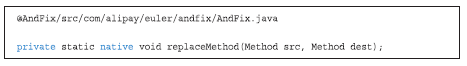 @AndFix/src/com/alipay/euler/andfix/AndFix.java
private static native void replaceMethod(Method src, Method dest);